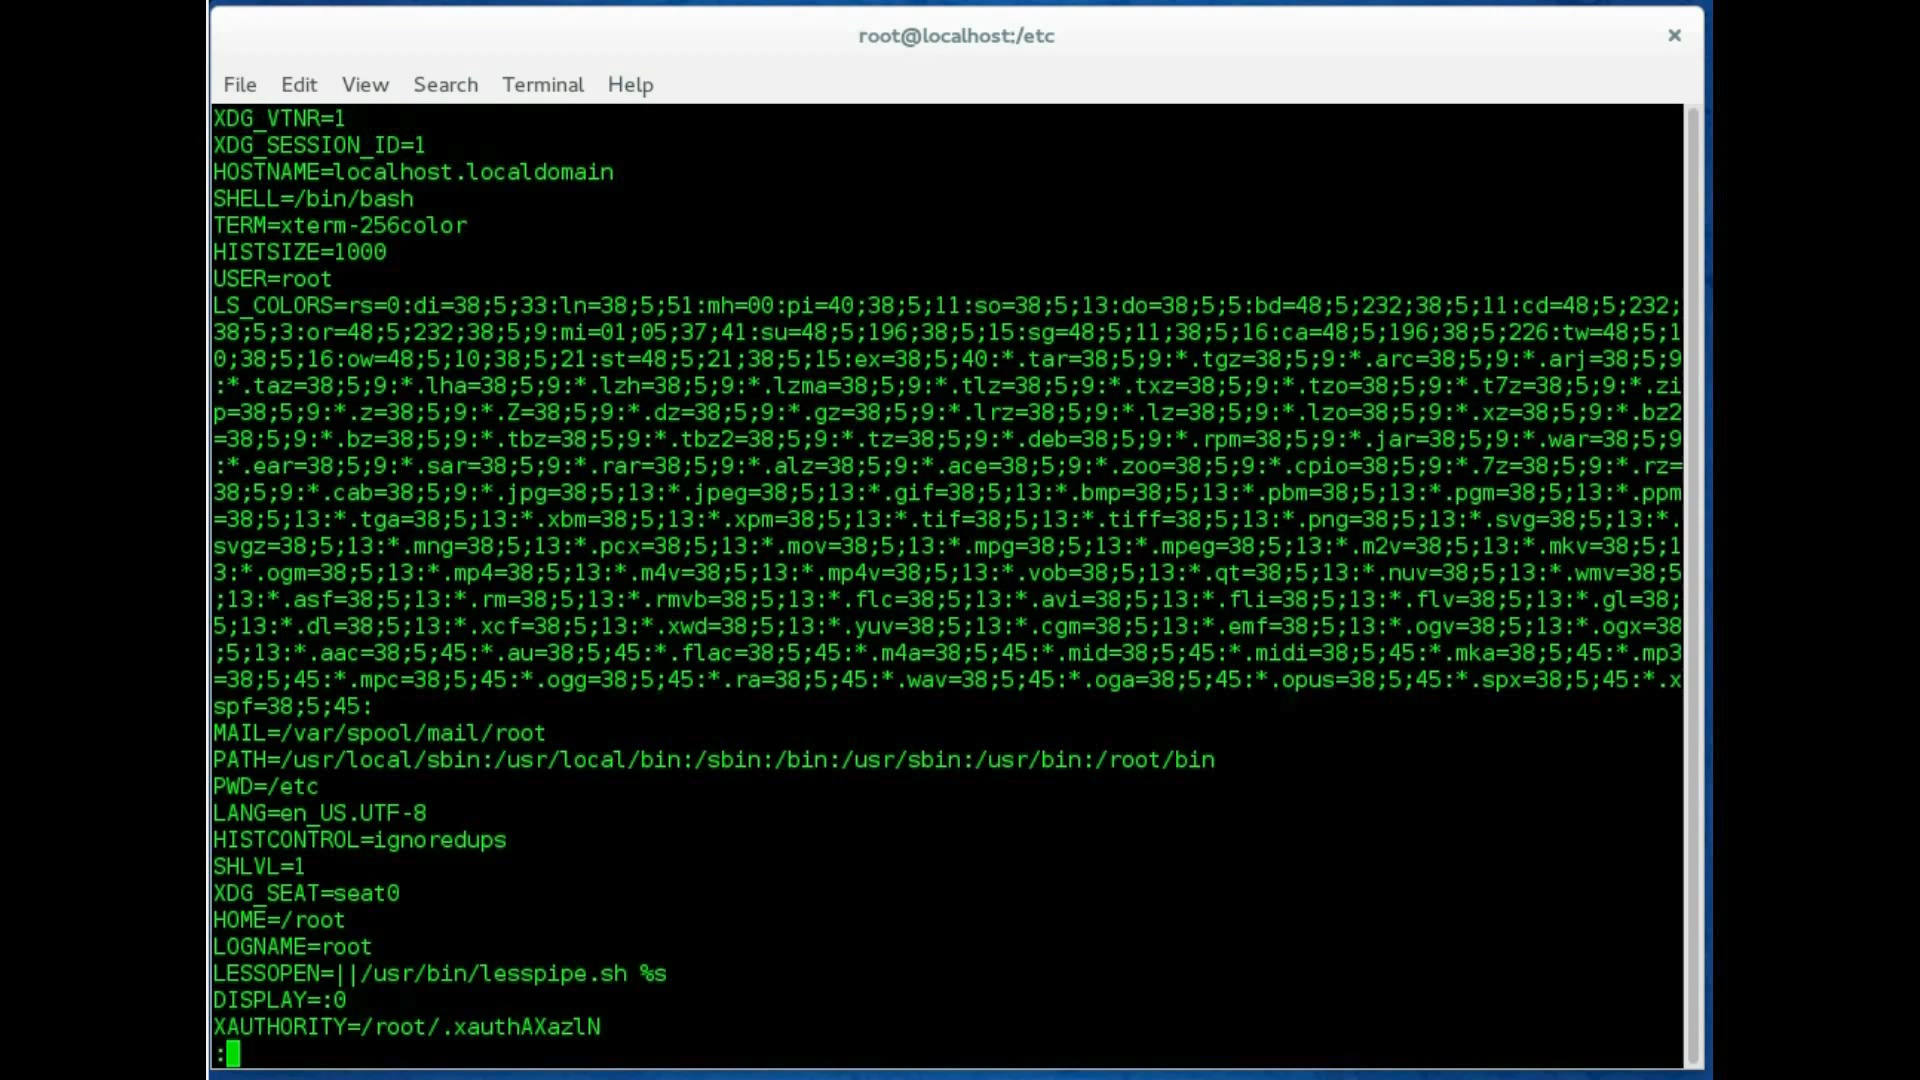 root@localhost:/etc
×
File Edit View Search Terminal Help
XDG_VTNR=1
XDG_SESSION_ID=1
HOSTNAME=localhost.localdomain
SHELL=/bin/bash
TERM=xterm-256color
HISTSIZE=1000
USER=root
LS_COLORS=rs=0:di=38;5;33:ln=38;5;51:mh=00:pi=40;38;5;11:so=38;5;13:do=38;5;5:bd=48;5;232;38;5;11:cd=48;5;232;
38;5;3:or=48;5;232;38;5;9:mi=01;05;37;41:su=48;5;196;38;5;15:sg=48;5;11;38;5;16:ca=48;5;196;38;5;226:tw=48;5;1
0;38;5;16:ow=48;5;10;38;5;21:st=48;5;21;38;5;15:ex=38;5;40:*.tar=38;5;9:*.tgz=38;5;9:*.arc=38;5;9:*.arj=38;5;9
:*.taz=38;5;9:*.lha=38;5;9:*.lzh=38;5;9:*.lzma=38;5;9:*.tlz=38;5;9:*.txz=38;5;9:*.tzo=38;5;9:*.t7z=38;5;9:*.zi
p=38;5;9:*.z=38;5;9:*.Z=38;5;9:*.dz=38;5;9:*.gz=38;5;9:*.lrz=38;5;9:*.lz=38;5;9:*.lzo=38;5;9:*.xz=38;5;9:*.bz2
=38;5;9:*.bz=38;5;9:*.tbz=38;5;9:*.tbz2=38;5;9:*.tz=38;5;9:*.deb=38;5;9:*.rpm=38;5;9:*.jar=38;5;9:*.war=38;5;9
:*.ear=38;5;9:*.sar=38;5;9:*.rar=38;5;9:*.alz=38;5;9:*.ace=38;5;9:*.zoo=38;5;9:*.cpio=38;5;9:*.7z=38;5;9:*.rz=
38;5;9:*.cab=38;5;9:*.jpg=38;5;13:*.jpeg=38;5;13:*.gif=38;5;13:*.bmp=38;5;13:*.pbm=38;5;13:*.pgm=38;5;13:*.ppm
=38;5;13:*.tga=38;5;13:*.xbm=38;5;13:*.xpm=38;5;13:*.tif=38;5;13:*.tiff=38;5;13:*.png=38;5;13:*.svg=38;5;13:*.
svgz=38;5;13:*.mng=38;5;13:*.pcx=38;5;13:*.mov=38;5;13:*.mpg=38;5;13:*.mpeg=38;5;13:*.m2v=38;5;13:*.mkv=38;5;1
3:*.ogm=38;5;13:*.mp4=38;5;13:*.m4v=38;5;13:*.mp4v=38;5;13:*.vob=38;5;13:*.qt=38;5;13:*.nuv=38;5;13:*.wmv=38;5
;13:*.asf=38;5;13:*.rm=38;5;13:*.rmvb=38;5;13:*.flc=38;5;13:*.avi=38;5;13:*.fli=38;5;13:*.flv=38;5;13:*.gl=38;
5;13:*.dl=38;5;13:*.xcf=38;5;13:*.xwd=38;5;13:*.yuv=38;5;13:*.cgm=38;5;13:*.emf=38;5;13:*.ogv=38;5;13:*.ogx=38
;5;13:*.aac=38;5;45:*.au=38;5;45:*.flac=38;5;45:*.m4a=38;5;45:*.mid=38;5;45:*.midi=38;5;45:*.mka=38;5;45:*.mp3
=38;5;45:*.mpc=38;5;45:*.ogg=38;5;45:*.ra=38;5;45:*.wav=38;5;45:*.oga=38;5;45:*.opus=38;5;45:*.spx=38;5;45:*.x
spf=38;5;45:
MAIL=/var/spool/mail/root
PATH=/usr/local/sbin:/usr/local/bin:/sbin:/bin:/usr/sbin:/usr/bin:/root/bin
PWD=/etc
LANG=en_US.UTF-8
HISTCONTROL=ignoredups
SHLVL=1
XDG_SEAT=seat0
HOME=/root
LOGNAME=root
LESSOPEN=||/usr/bin/lesspipe.sh %s
DISPLAY=:0
XAUTHORITY=/root/.xauthAXazlN
: